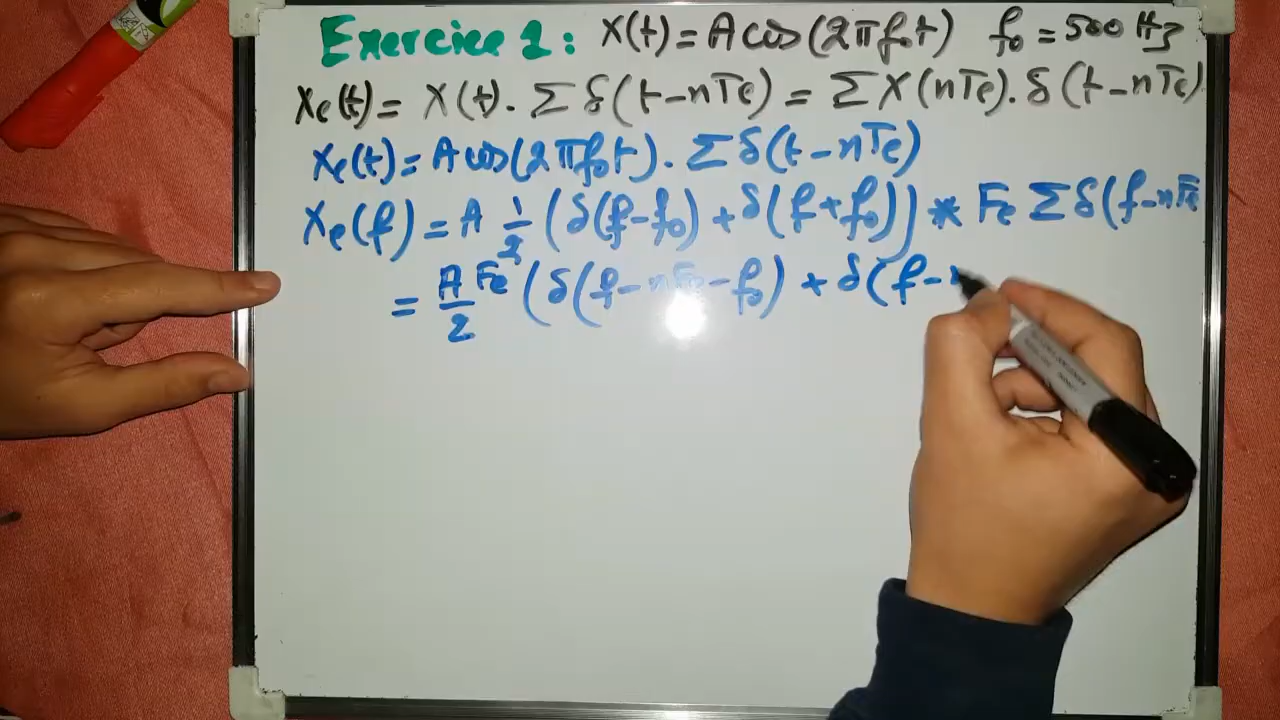 Exercice 1: X(t) = A cos(2πf₀t) f₀ = 500 Hz
Xe(t) = X(t). Σ δ(t-nTe) = Σ X(nTe). δ(t-nTe)
Xe(t) = A cos(2πf₀t). Σ δ(t-nTe)
Xe(f) = A 1/2 (δ(f-f₀) + δ(f+f₀)) * Fe Σ δ(f-nFe
= A/2 Fe (δ(f-nFe-f₀) + δ(f-